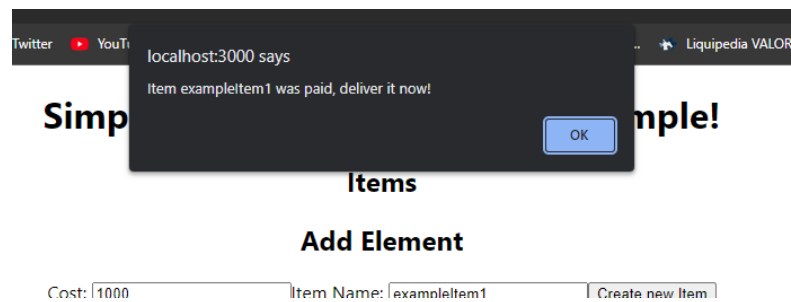 Twitter YouT .. Liquipedia VALOR
localhost:3000 says
Item exampleItem1 was paid, deliver it now!
OK
Simp mple!
Items
Add Element
Cost: 1000 Item Name: exampleItem1 Create new Item